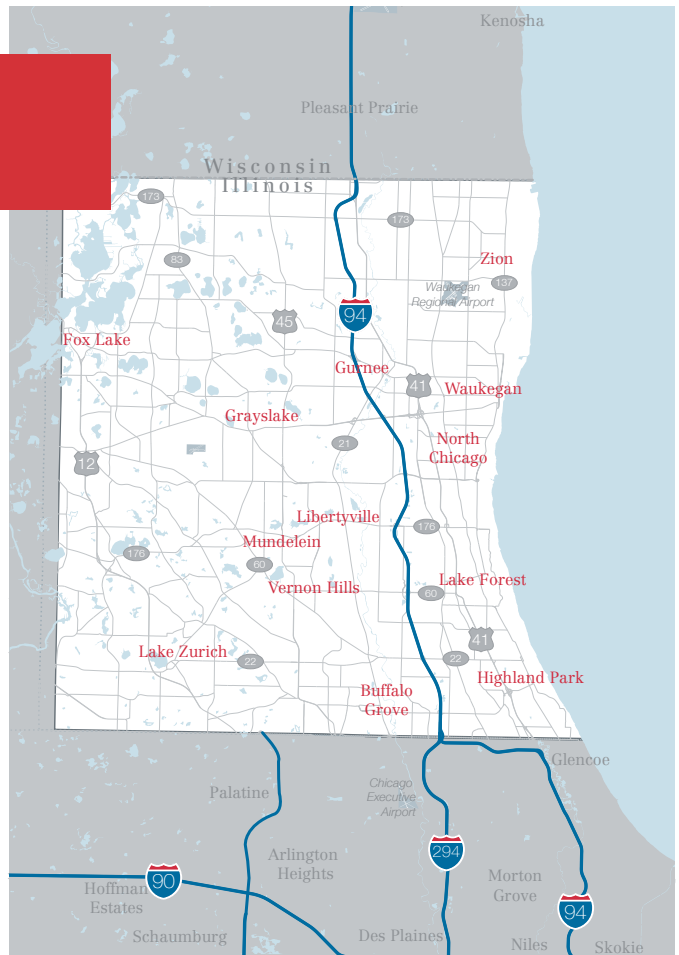 Kenosha
Pleasant Prairie
Wisconsin
Illinois
173
173
Zion
83
137
Waukegan
Regional Airport
94
45
Fox Lake
Gurnee
41
Waukegan
Grayslake
21
North
Chicago
12
Libertyville
176
Mundelein
176
60
Lake Forest
Vernon Hills
60
41
Lake Zurich
22
22
Highland Park
Buffalo
Grove
Glencoe
Chicago
Executive
Airport
Palatine
294
Arlington
Heights
90
Hoffman
Estates
Morton
Grove
94
Schaumburg
Des Plaines
Niles
Skokie